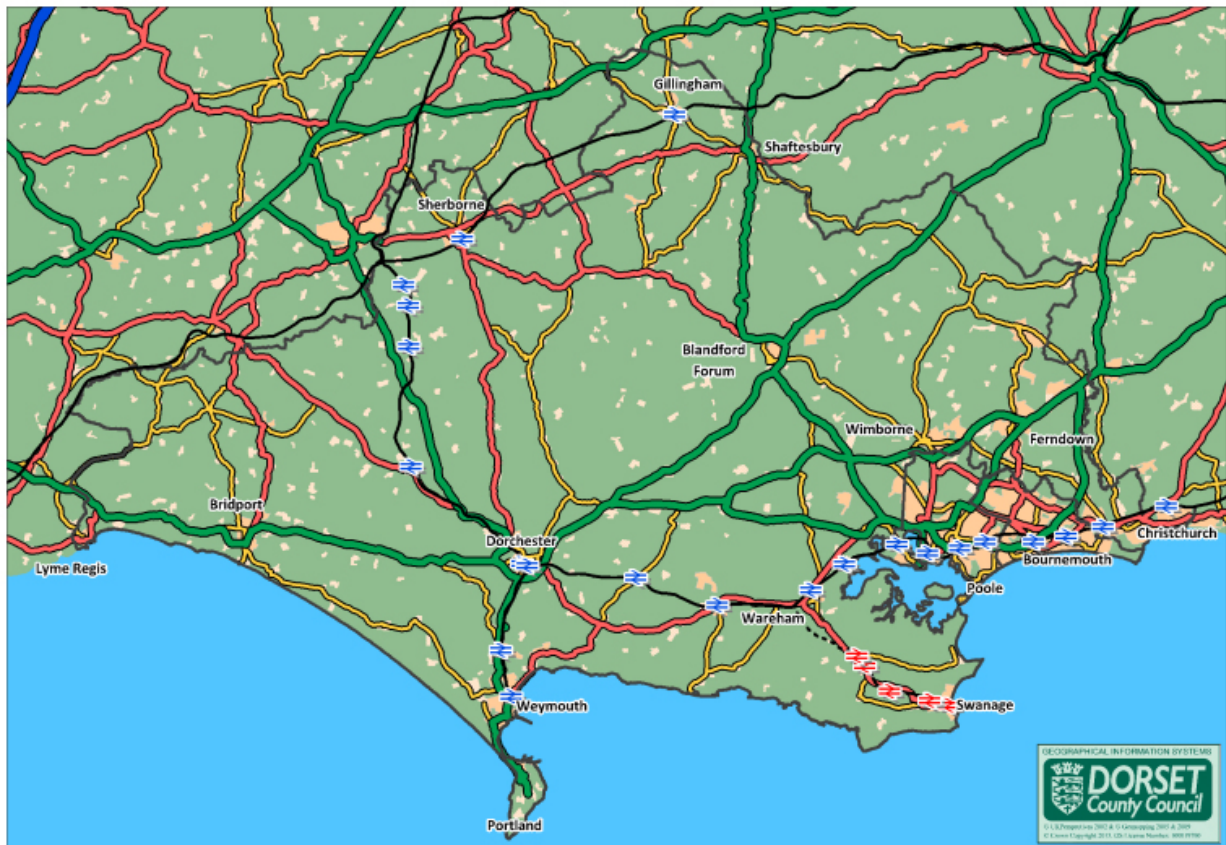 Gillingham
Shaftesbury
Sherborne
Blandford
Forum
Wimborne
Ferndown
Bridport
Dorchester
Christchurch
Lyme Regis
Bournemouth
Poole
Wareham
Weymouth
Swanage
Portland
GEOGRAPHICAL INFORMATION SYSTEMS
DORSET
County Council